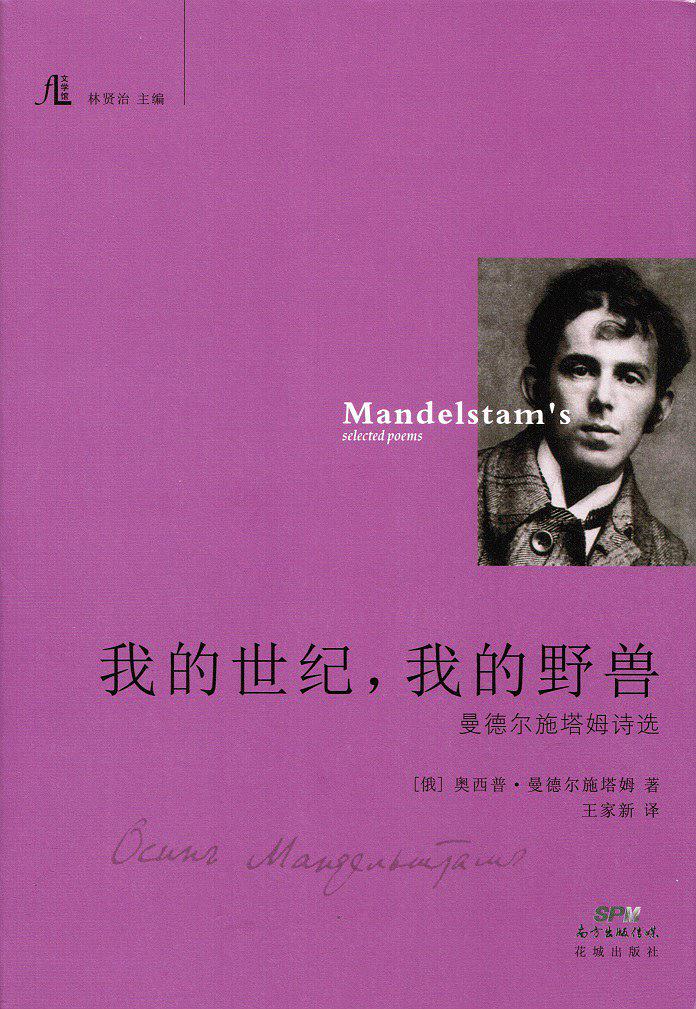 fL
文学馆
林贤治 主编
Mandelstam's
selected poems
我的世纪，我的野兽
曼德尔施塔姆诗选
[俄] 奥西普·曼德尔施塔姆 著
王家新 译
Осипъ Мандельштамъ
SPM
南方出版传媒
花城出版社